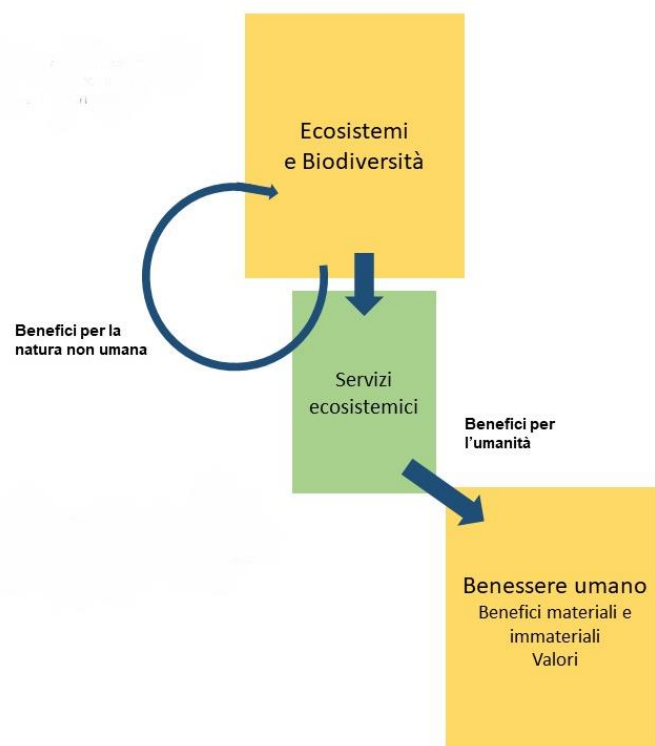 Ecosistemi
e Biodiversità
Benefici per la
natura non umana
Servizi
ecosistemici
Benefici per
l'umanità
Benessere umano
Benefici materiali e
immateriali
Valori